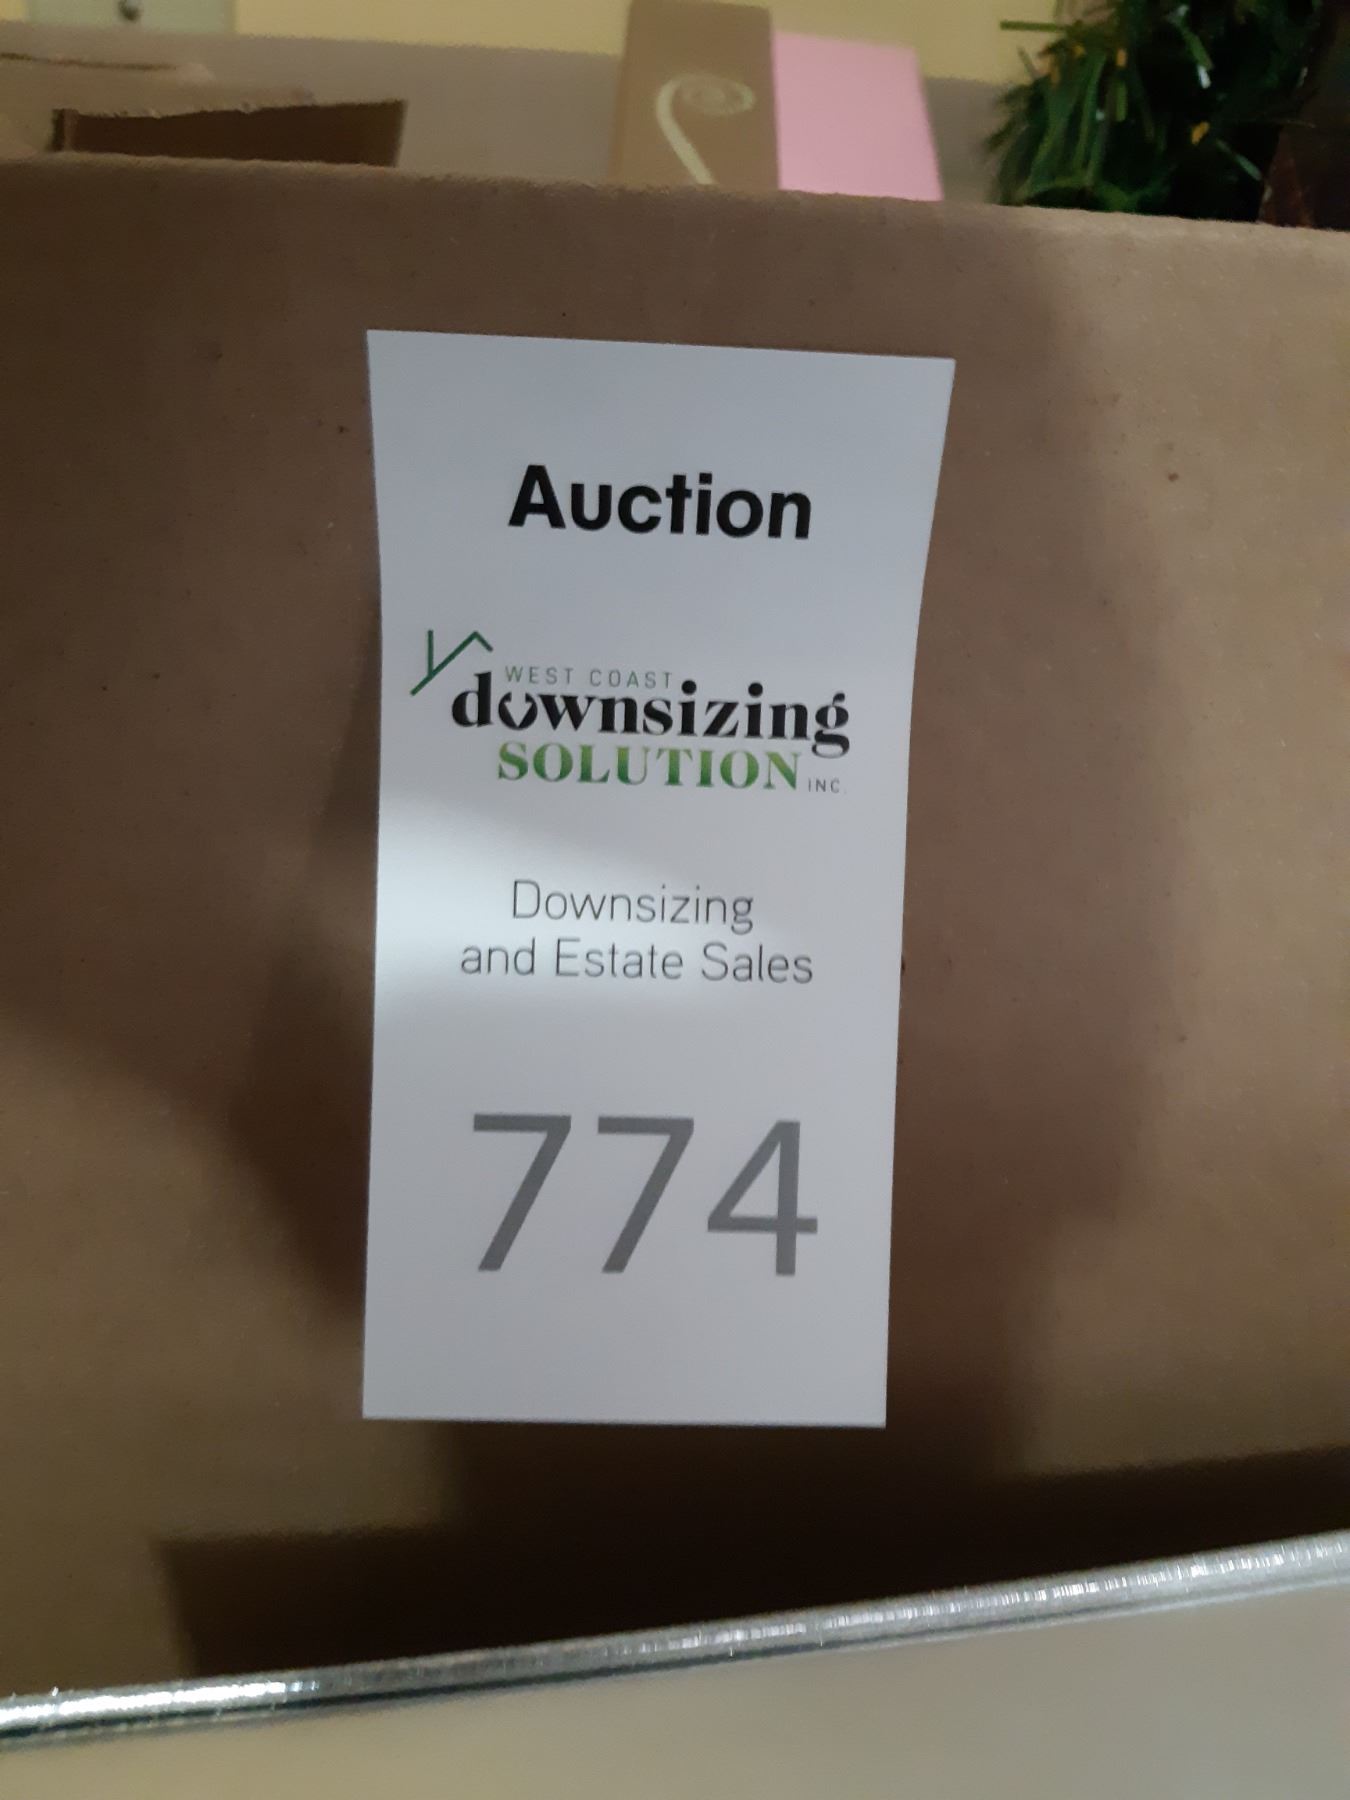 Auction
WEST COAST
downsizing
SOLUTION INC.
Downsizing
and Estate Sales
774